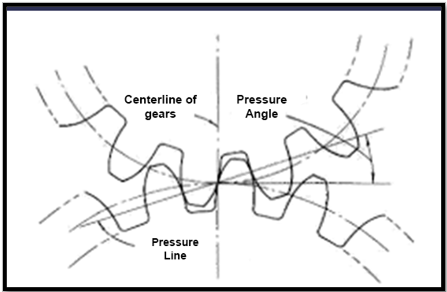 Centerline of
gears
Pressure
Angle
Pressure
Line